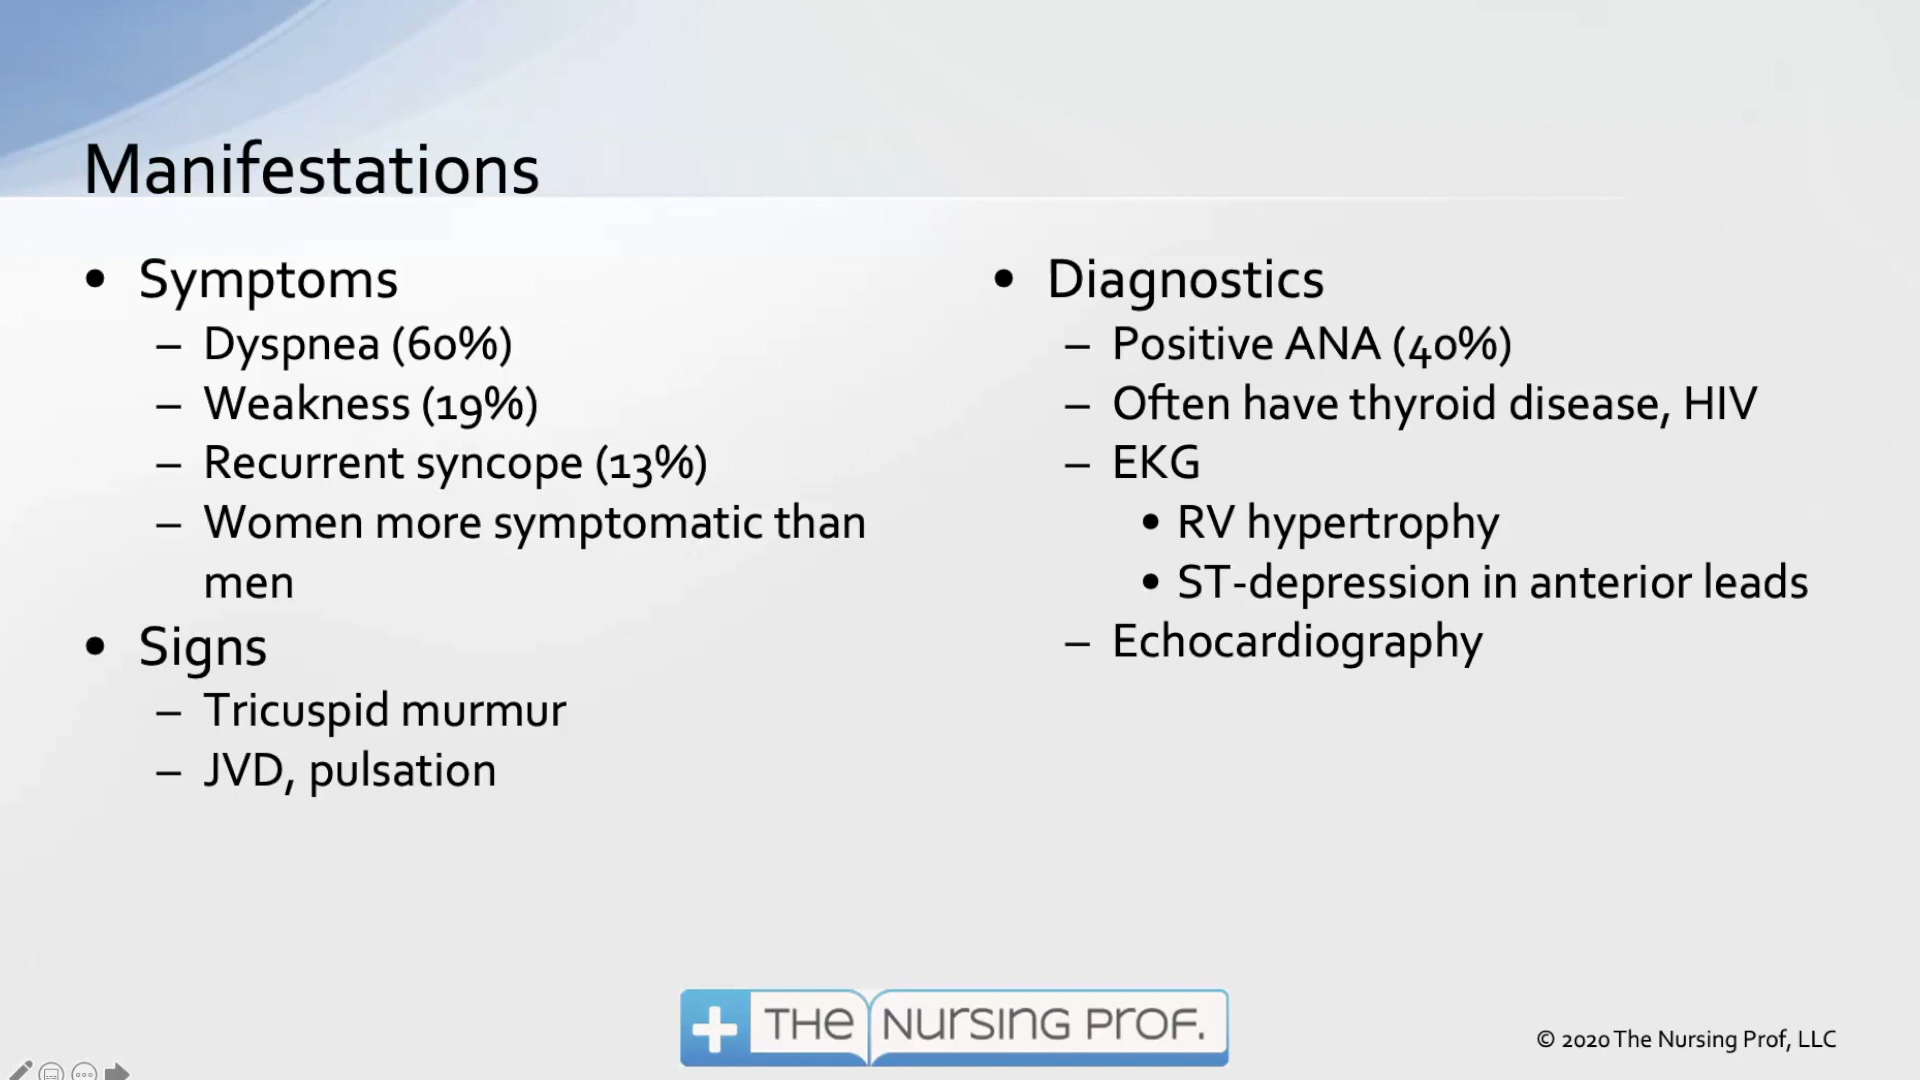 Manifestations
• Symptoms
– Dyspnea (60%)
– Weakness (19%)
– Recurrent syncope (13%)
– Women more symptomatic than
men
• Signs
– Tricuspid murmur
– JVD, pulsation
• Diagnostics
– Positive ANA (40%)
– Often have thyroid disease, HIV
– EKG
• RV hypertrophy
• ST-depression in anterior leads
– Echocardiography
THE NURSING PROF.
© 2020 The Nursing Prof, LLC